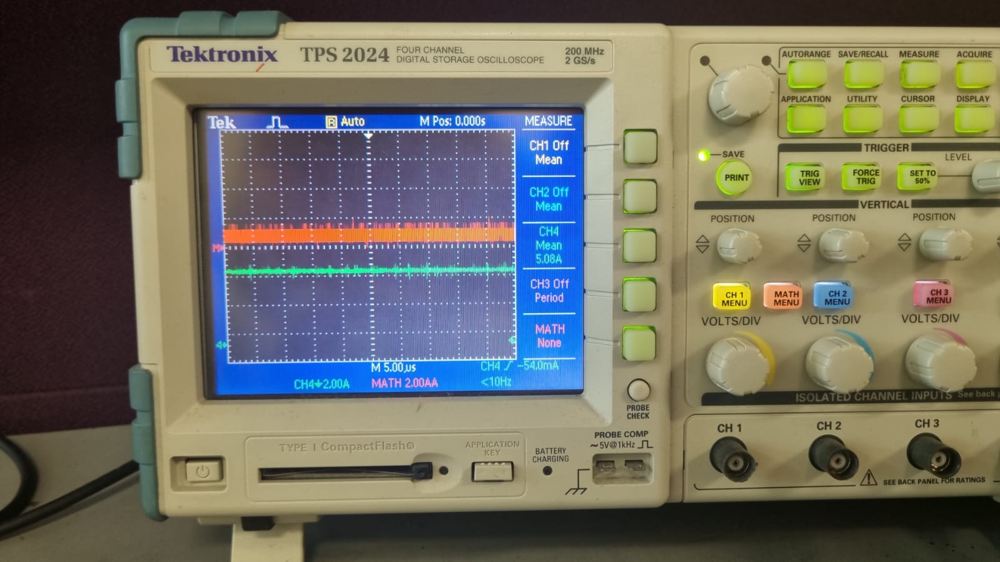 Tektronix TPS 2024 FOUR CHANNEL DIGITAL STORAGE OSCILLOSCOPE 200 MHz 2 GS/s
Tek R Auto M Pos: 0.000s MEASURE
CH1 Off
Mean
CH2 Off
Mean
CH4
Mean
5.08A
CH3 Off
Period
MATH
None
M
4
M 5.00µs CH4 -54.0mA
CH4 2.00A MATH 2.00AA <10Hz
PROBE CHECK
TYPE I CompactFlash®
APPLICATION KEY
BATTERY CHARGING
PROBE COMP
~5V@1kHz
AUTORANGE SAVE/RECALL MEASURE ACQUIRE
APPLICATION UTILITY CURSOR DISPLAY
SAVE
PRINT
TRIGGER
LEVEL
TRIG VIEW
FORCE TRIG
SET TO 50%
VERTICAL
POSITION POSITION POSITION
CH 1 MENU
MATH MENU
CH 2 MENU
CH 3 MENU
VOLTS/DIV VOLTS/DIV VOLTS/DIV
ISOLATED CHANNEL INPUTS See back
CH 1 CH 2 CH 3
SEE BACK PANEL FOR RATINGS